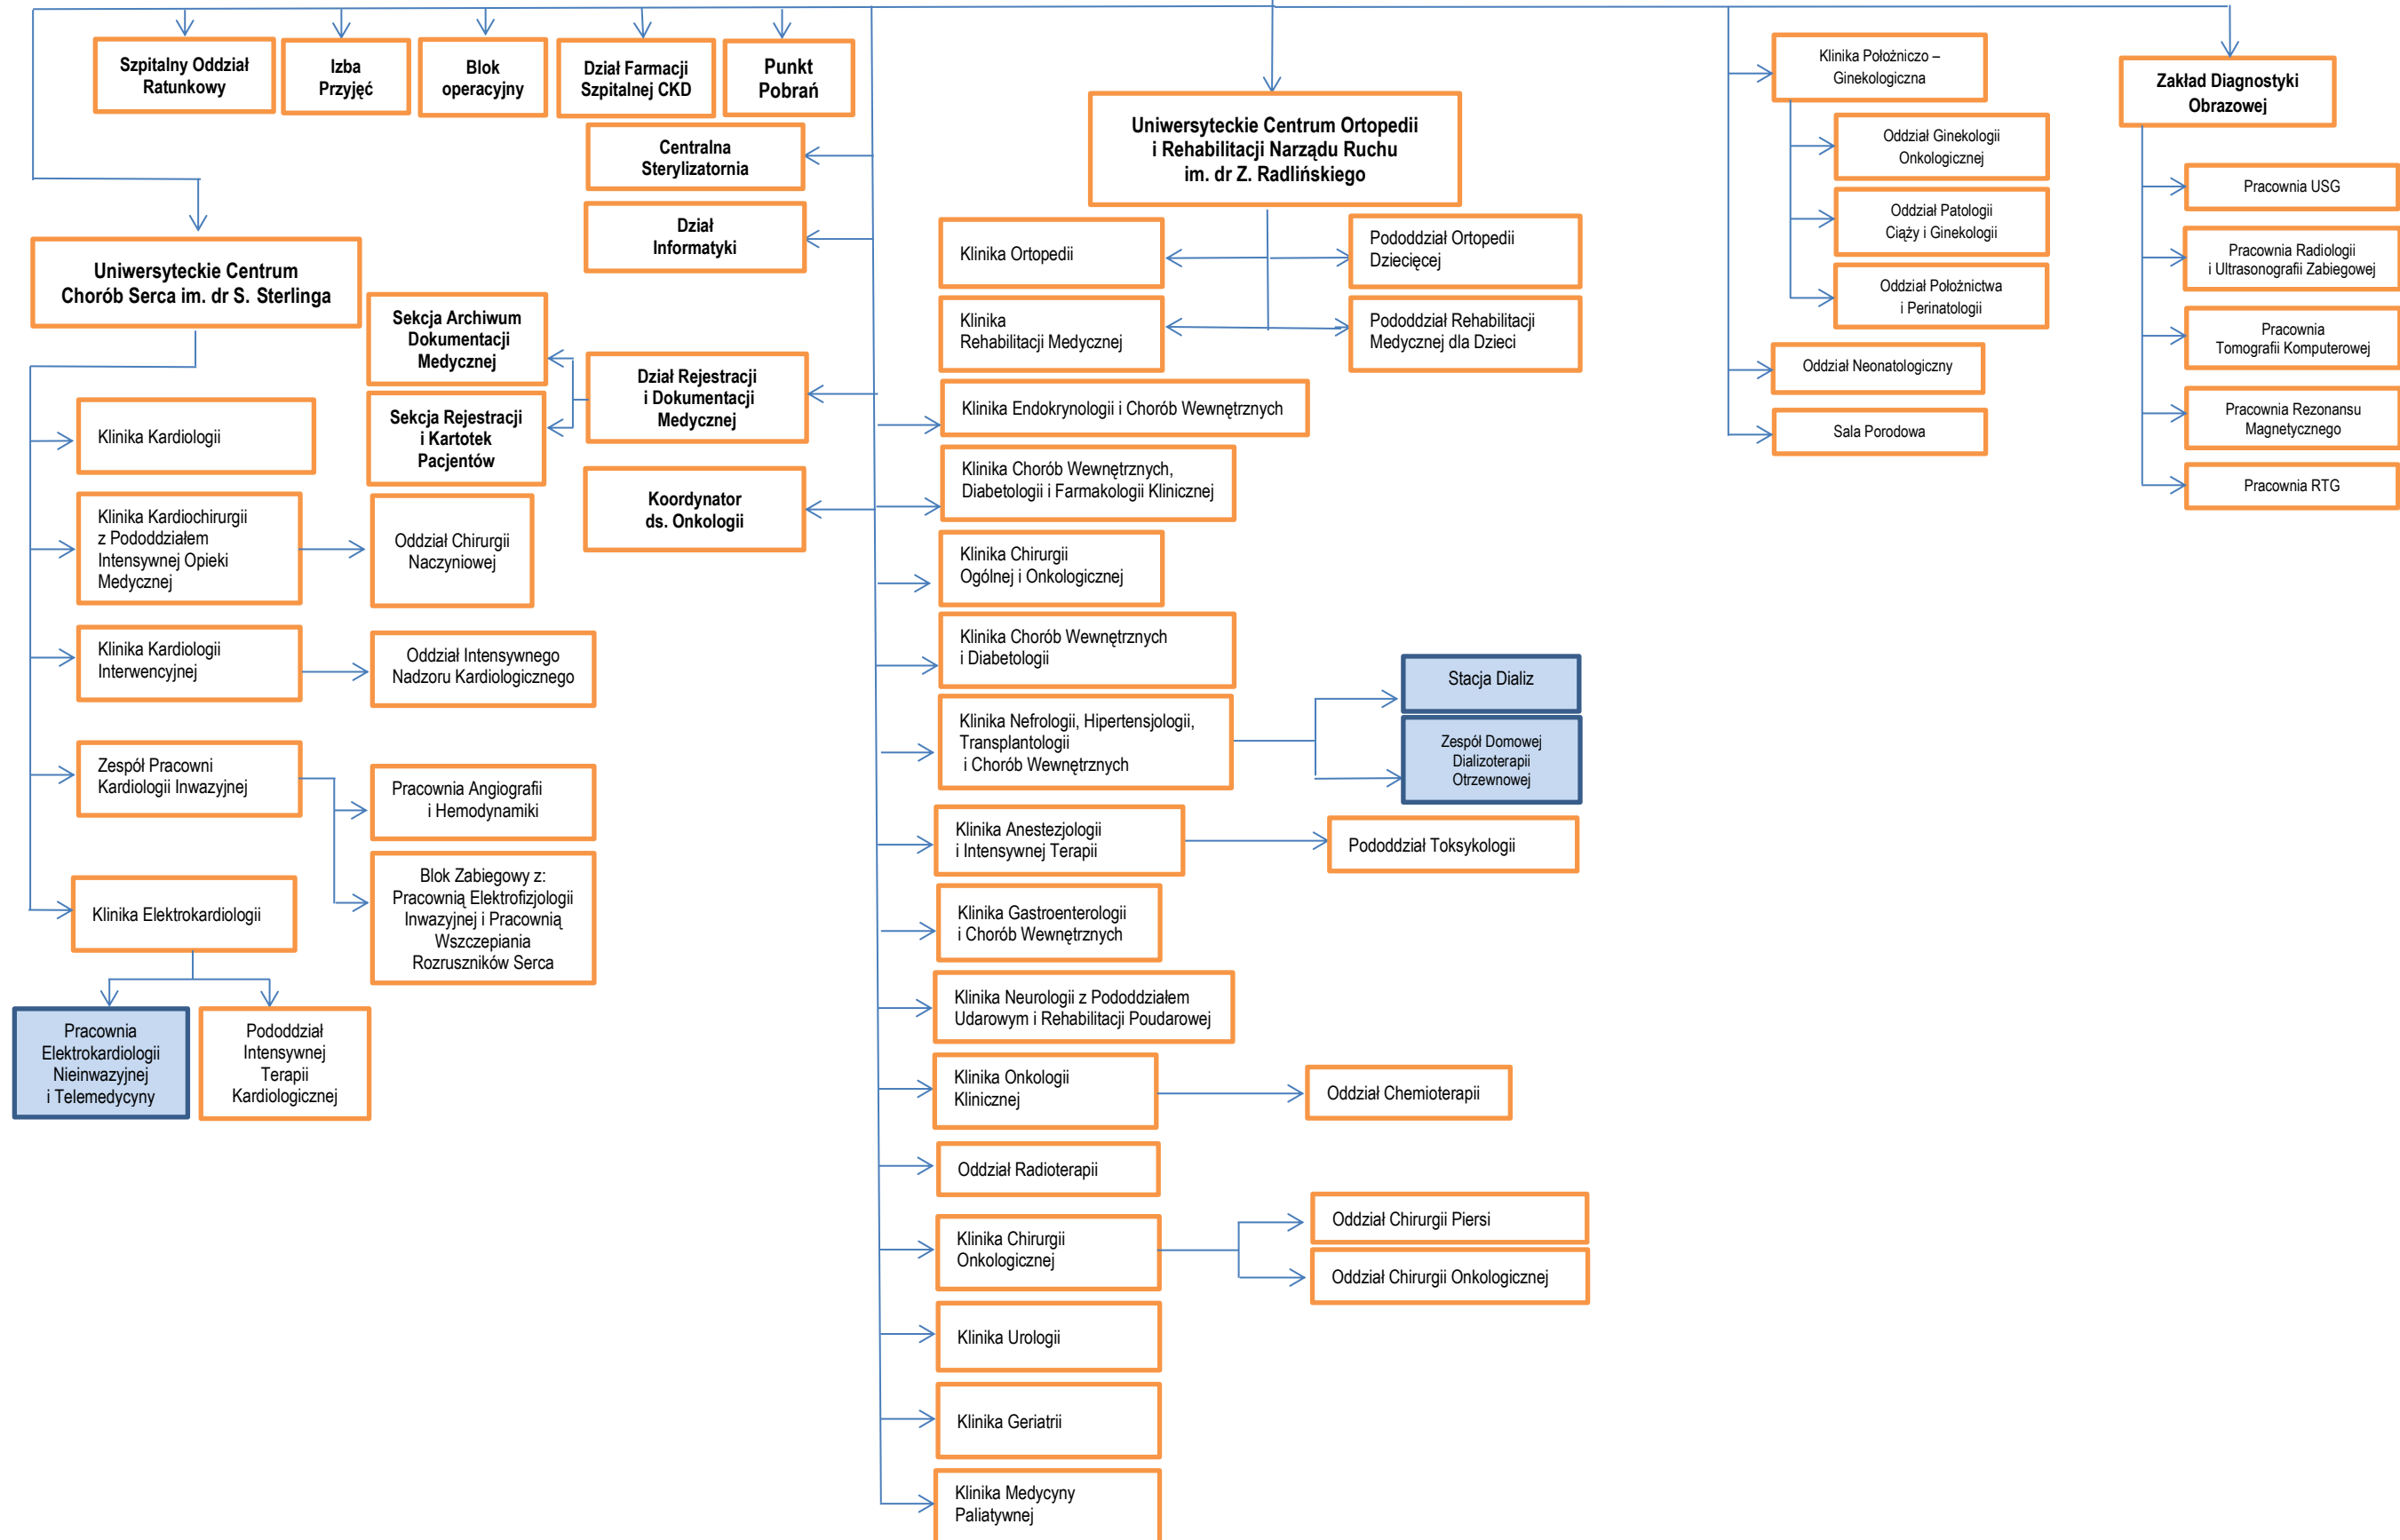 Szpitalny Oddział
Ratunkowy
Izba
Przyjęć
Blok
operacyjny
Dział Farmacji
Szpitalnej CKD
Punkt
Pobrań
Centralna
Sterylizatornia
Dział
Informatyki
Uniwersyteckie Centrum
Chorób Serca im. dr S. Sterlinga
Sekcja Archiwum
Dokumentacji
Medycznej
Sekcja Rejestracji
i Kartotek
Pacjentów
Dział Rejestracji
i Dokumentacji
Medycznej
Koordynator
ds. Onkologii
Klinika Kardiologii
Klinika Kardiochirurgii
z Pododdziałem
Intensywnej Opieki
Medycznej
Oddział Chirurgii
Naczyniowej
Klinika Kardiologii
Interwencyjnej
Oddział Intensywnego
Nadzoru Kardiologicznego
Zespół Pracowni
Kardiologii Inwazyjnej
Pracownia Angiografii
i Hemodynamiki
Blok Zabiegowy z:
Pracownią Elektrofizjologii
Inwazyjnej i Pracownią
Wszczepiania
Rozruszników Serca
Klinika Elektrokardiologii
Pracownia
Elektrokardiologii
Nieinwazyjnej
i Telemedycyny
Pododdział
Intensywnej
Terapii
Kardiologicznej
Uniwersyteckie Centrum Ortopedii
i Rehabilitacji Narządu Ruchu
im. dr Z. Radlińskiego
Klinika Ortopedii
Pododdział Ortopedii
Dziecięcej
Klinika
Rehabilitacji Medycznej
Pododdział Rehabilitacji
Medycznej dla Dzieci
Klinika Endokrynologii i Chorób Wewnętrznych
Klinika Chorób Wewnętrznych,
Diabetologii i Farmakologii Klinicznej
Klinika Chirurgii
Ogólnej i Onkologicznej
Klinika Chorób Wewnętrznych
i Diabetologii
Klinika Nefrologii, Hipertensjologii,
Transplantologii
i Chorób Wewnętrznych
Stacja Dializ
Zespół Domowej
Dializoterapii
Otrzewnowej
Klinika Anestezjologii
i Intensywnej Terapii
Pododdział Toksykologii
Klinika Gastroenterologii
i Chorób Wewnętrznych
Klinika Neurologii z Pododdziałem
Udarowym i Rehabilitacji Poudarowej
Klinika Onkologii
Klinicznej
Oddział Chemioterapii
Oddział Radioterapii
Klinika Chirurgii
Onkologicznej
Oddział Chirurgii Piersi
Oddział Chirurgii Onkologicznej
Klinika Urologii
Klinika Geriatrii
Klinika Medycyny
Paliatywnej
Klinika Położniczo –
Ginekologiczna
Oddział Ginekologii
Onkologicznej
Oddział Patologii
Ciąży i Ginekologii
Oddział Położnictwa
i Perinatologii
Oddział Neonatologiczny
Sala Porodowa
Zakład Diagnostyki
Obrazowej
Pracownia USG
Pracownia Radiologii
i Ultrasonografii Zabiegowej
Pracownia
Tomografii Komputerowej
Pracownia Rezonansu
Magnetycznego
Pracownia RTG